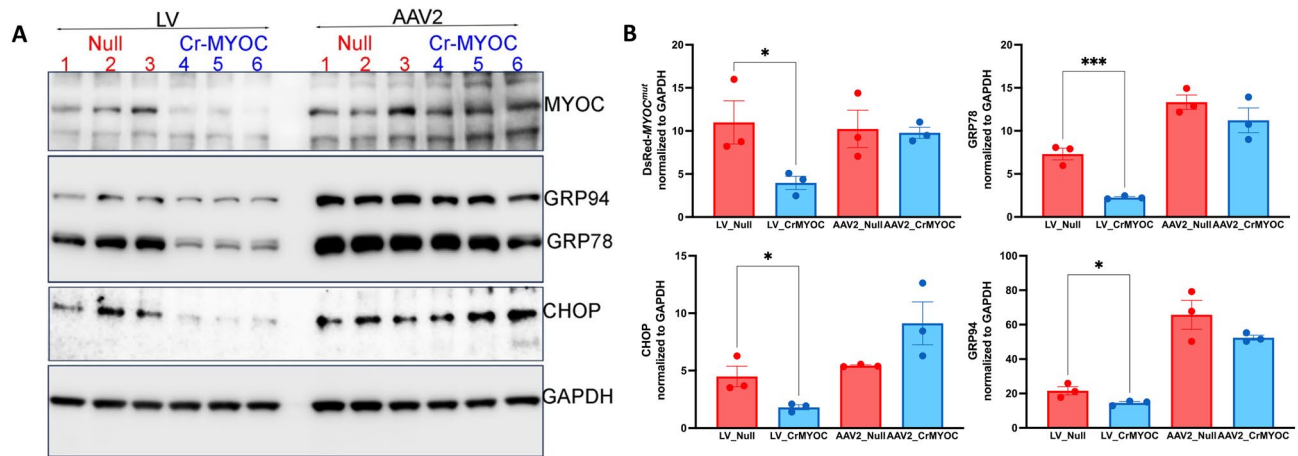 A
LV
AAV2
Null
Cr-MYOC
Null
Cr-MYOC
1 2 3 4 5 6
1 2 3 4 5 6
MYOC
GRP94
GRP78
CHOP
GAPDH
B
DsRed-MYOCmut
normalized to GAPDH
20
15
10
5
0
*
LV_Null LV_CrMYOC AAV2_Null AAV2_CrMYOC
GRP78
normalized to GAPDH
20
15
10
5
0
***
LV_Null LV_CrMYOC AAV2_Null AAV2_CrMYOC
CHOP
normalized to GAPDH
15
10
5
0
*
LV_Null LV_CrMYOC AAV2_Null AAV2_CrMYOC
GRP94
normalized to GAPDH
100
80
60
40
20
0
*
LV_Null LV_CrMYOC AAV2_Null AAV2_CrMYOC